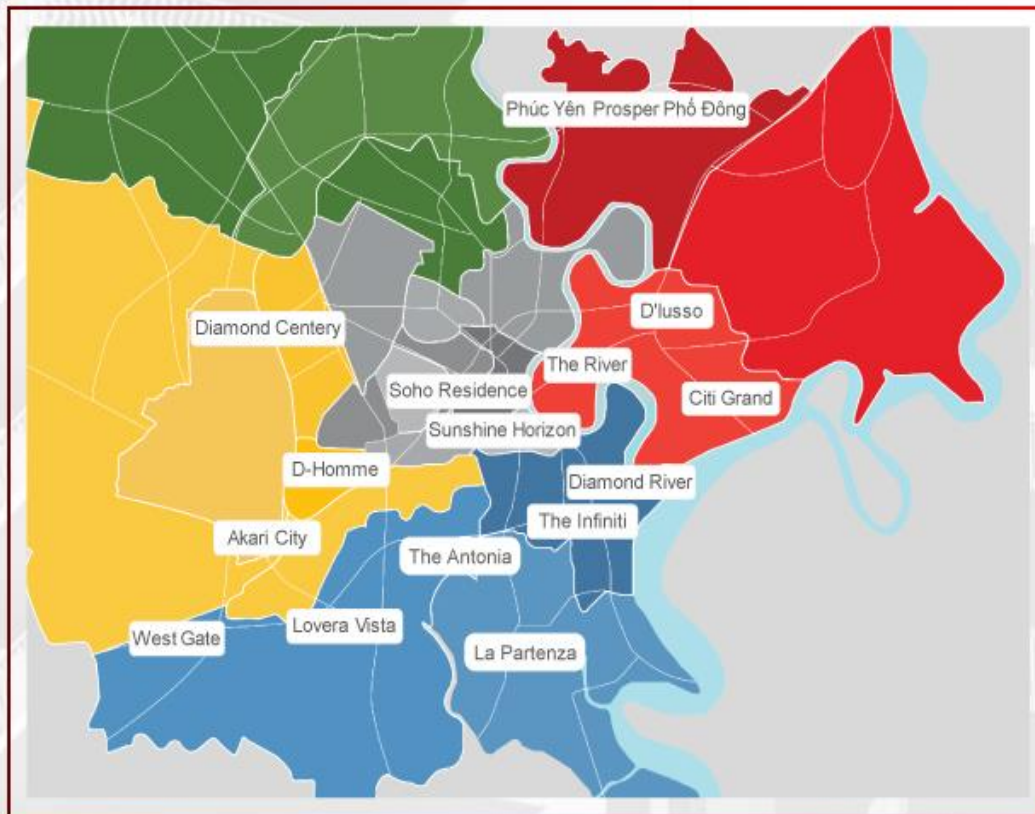 Phúc Yên Prosper Phố Đông
D'lusso
Diamond Centery
The River
Soho Residence
Citi Grand
Sunshine Horizon
D-Homme
Diamond River
The Infiniti
Akari City
The Antonia
Lovera Vista
West Gate
La Partenza